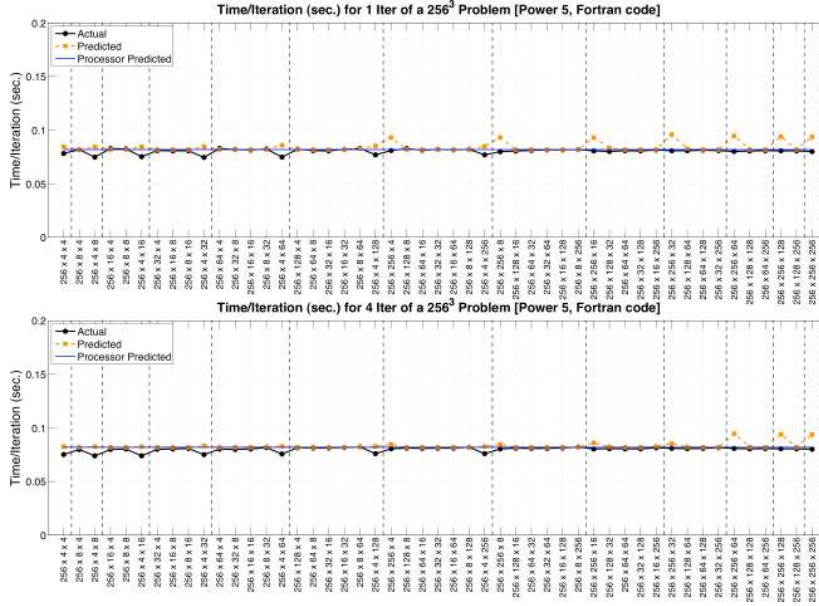 Time/Iteration (sec.) for 1 Iter of a 256³ Problem [Power 5, Fortran code]
Actual
Predicted
Processor Predicted
Time/Iteration (sec.)
0.2
0.15
0.1
0.05
0
256 x 4 x 4
256 x 8 x 4
256 x 4 x 8
256 x 16 x 4
256 x 8 x 8
256 x 4 x 16
256 x 32 x 4
256 x 16 x 8
256 x 8 x 16
256 x 4 x 32
256 x 64 x 4
256 x 32 x 8
256 x 16 x 16
256 x 8 x 32
256 x 4 x 64
256 x 128 x 4
256 x 64 x 8
256 x 32 x 16
256 x 16 x 32
256 x 8 x 64
256 x 4 x 128
256 x 256 x 4
256 x 128 x 8
256 x 64 x 16
256 x 32 x 32
256 x 16 x 64
256 x 8 x 128
256 x 4 x 256
256 x 256 x 8
256 x 128 x 16
256 x 64 x 32
256 x 32 x 64
256 x 16 x 128
256 x 8 x 256
256 x 256 x 16
256 x 128 x 32
256 x 64 x 64
256 x 32 x 128
256 x 16 x 256
256 x 256 x 32
256 x 128 x 64
256 x 64 x 128
256 x 32 x 256
256 x 256 x 64
256 x 128 x 128
256 x 64 x 256
256 x 256 x 128
256 x 128 x 256
256 x 256 x 256
Time/Iteration (sec.) for 4 Iter of a 256³ Problem [Power 5, Fortran code]
Actual
Predicted
Processor Predicted
Time/Iteration (sec.)
0.2
0.15
0.1
0.05
0
256 x 4 x 4
256 x 8 x 4
256 x 4 x 8
256 x 16 x 4
256 x 8 x 8
256 x 4 x 16
256 x 32 x 4
256 x 16 x 8
256 x 8 x 16
256 x 4 x 32
256 x 64 x 4
256 x 32 x 8
256 x 16 x 16
256 x 8 x 32
256 x 4 x 64
256 x 128 x 4
256 x 64 x 8
256 x 32 x 16
256 x 16 x 32
256 x 8 x 64
256 x 4 x 128
256 x 256 x 4
256 x 128 x 8
256 x 64 x 16
256 x 32 x 32
256 x 16 x 64
256 x 8 x 128
256 x 4 x 256
256 x 256 x 8
256 x 128 x 16
256 x 64 x 32
256 x 32 x 64
256 x 16 x 128
256 x 8 x 256
256 x 256 x 16
256 x 128 x 32
256 x 64 x 64
256 x 32 x 128
256 x 16 x 256
256 x 256 x 32
256 x 128 x 64
256 x 64 x 128
256 x 32 x 256
256 x 256 x 64
256 x 128 x 128
256 x 64 x 256
256 x 256 x 128
256 x 128 x 256
256 x 256 x 256